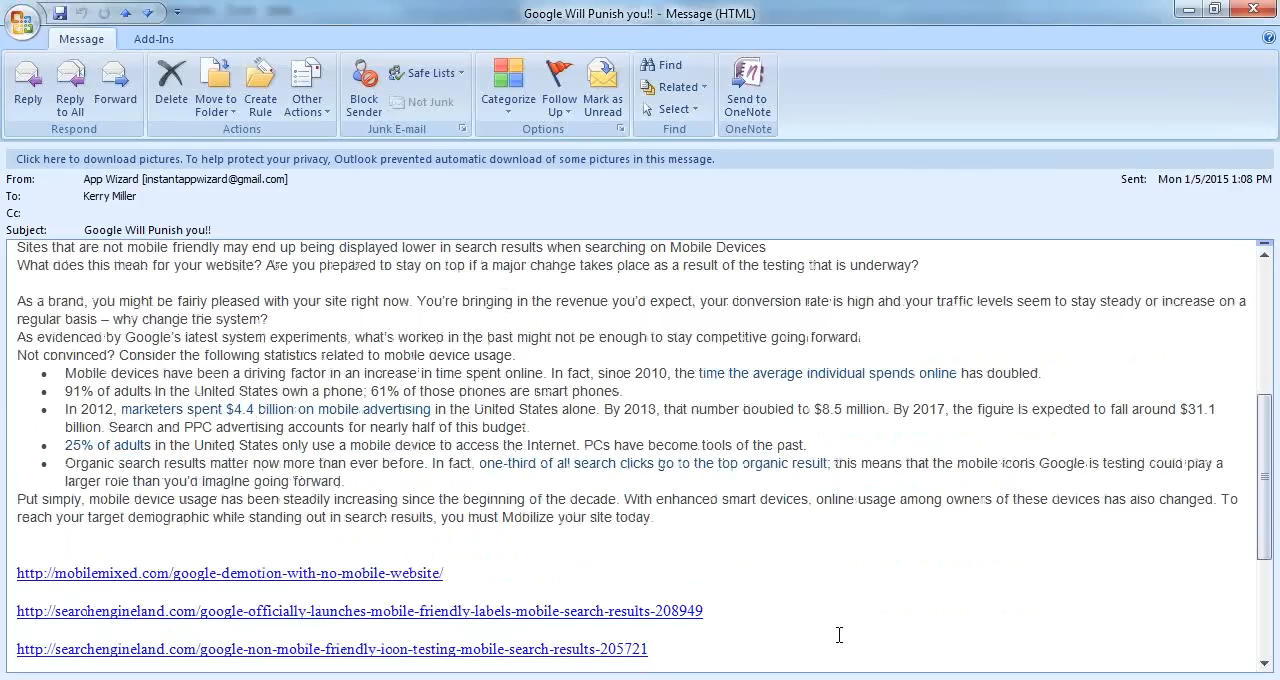 Google Will Punish you!! - Message (HTML)
Message
Add-Ins
Reply
Reply to All
Forward
Respond
Delete
Move to Folder
Create Rule
Other Actions
Actions
Block Sender
Safe Lists
Not Junk
Junk E-mail
Categorize
Follow Up
Mark as Unread
Options
Find
Related
Select
Find
Send to OneNote
OneNote
Click here to download pictures. To help protect your privacy, Outlook prevented automatic download of some pictures in this message.
From: App Wizard [instantappwizard@gmail.com]
Sent: Mon 1/5/2015 1:08 PM
To: Kerry Miller
Cc:
Subject: Google Will Punish you!!
Sites that are not mobile friendly may end up being displayed lower in search results when searching on Mobile Devices
What does this mean for your website? Are you prepared to stay on top if a major change takes place as a result of the testing that is underway?
As a brand, you might be fairly pleased with your site right now. You're bringing in the revenue you'd expect, your conversion rate is high and your traffic levels seem to stay steady or increase on a
regular basis – why change the system?
As evidenced by Google's latest system experiments, what's worked in the past might not be enough to stay competitive going forward.
Not convinced? Consider the following statistics related to mobile device usage.
• Mobile devices have been a driving factor in an increase in time spent online. In fact, since 2010, the time the average individual spends online has doubled.
• 91% of adults in the United States own a phone; 61% of those phones are smart phones.
• In 2012, marketers spent $4.4 billion on mobile advertising in the United States alone. By 2013, that number doubled to $8.5 million. By 2017, the figure is expected to fall around $31.1
billion. Search and PPC advertising accounts for nearly half of this budget.
• 25% of adults in the United States only use a mobile device to access the Internet. PCs have become tools of the past.
• Organic search results matter now more than ever before. In fact, one-third of all search clicks go to the top organic result; this means that the mobile icons Google is testing could play a
larger role than you'd imagine going forward.
Put simply, mobile device usage has been steadily increasing since the beginning of the decade. With enhanced smart devices, online usage among owners of these devices has also changed. To
reach your target demographic while standing out in search results, you must Mobilize your site today.
http://mobilemixed.com/google-demotion-with-no-mobile-website/
http://searchengineland.com/google-officially-launches-mobile-friendly-labels-mobile-search-results-208949
http://searchengineland.com/google-non-mobile-friendly-icon-testing-mobile-search-results-205721